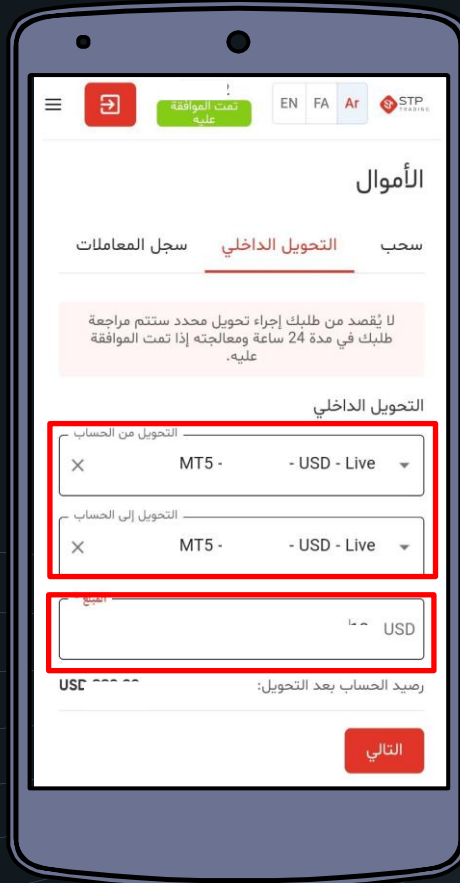 تمت الموافقة
عليه
EN FA Ar
STP
TRADING
الأموال
سحب التحويل الداخلي سجل المعاملات
لا يُقصد من طلبك إجراء تحويل محدد ستتم مراجعة
طلبك في مدة 24 ساعة ومعالجته إذا تمت الموافقة
عليه.
التحويل الداخلي
التحويل من الحساب
MT5 - - USD - Live
التحويل إلى الحساب
MT5 - - USD - Live
المبلغ
USD
رصيد الحساب بعد التحويل: USD
التالي